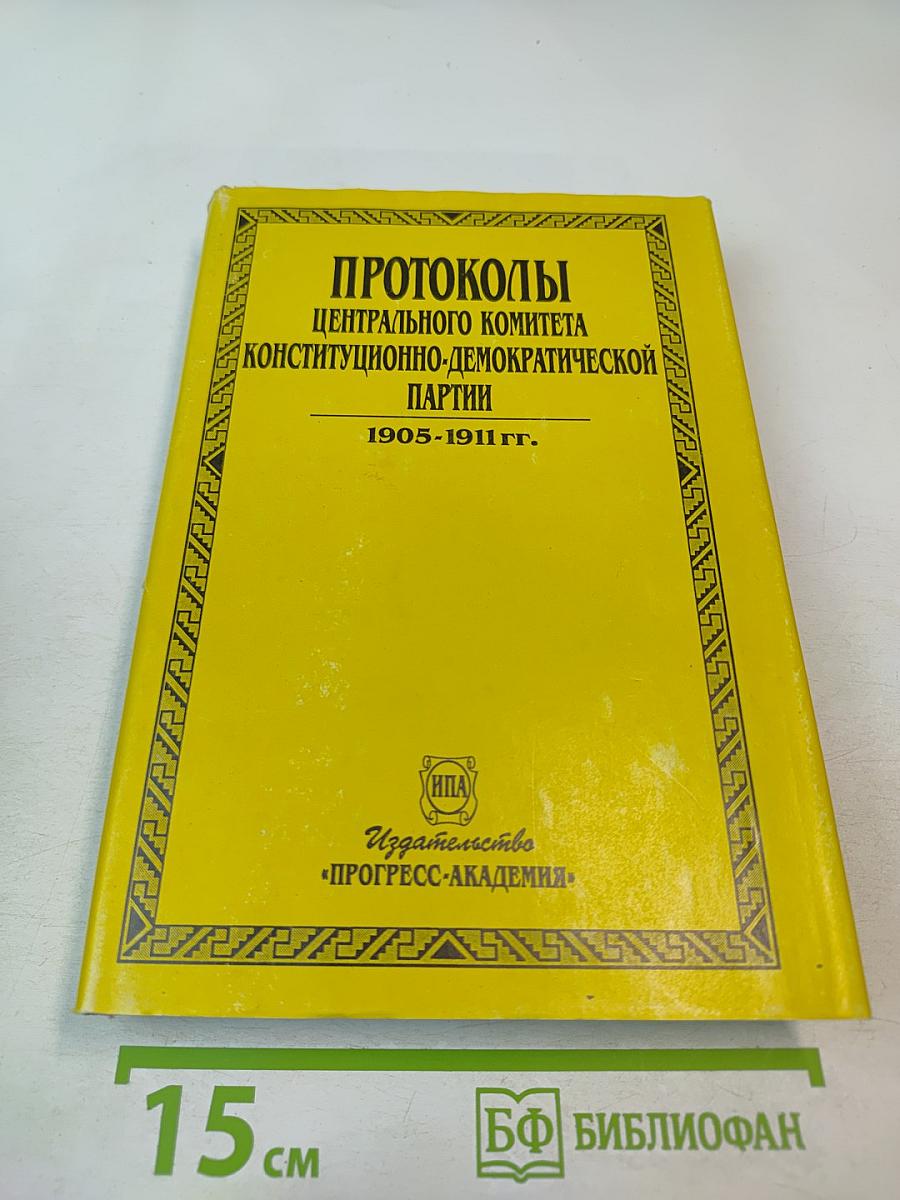 ПРОТОКОЛЫ
ЦЕНТРАЛЬНОГО КОМИТЕТА
КОНСТИТУЦИОННО-ДЕМОКРАТИЧЕСКОЙ
ПАРТИИ
1905-1911 гг.
ИПА
Издательство
«ПРОГРЕСС-АКАДЕМИЯ»
15 см
БФ БИБЛИОФАН